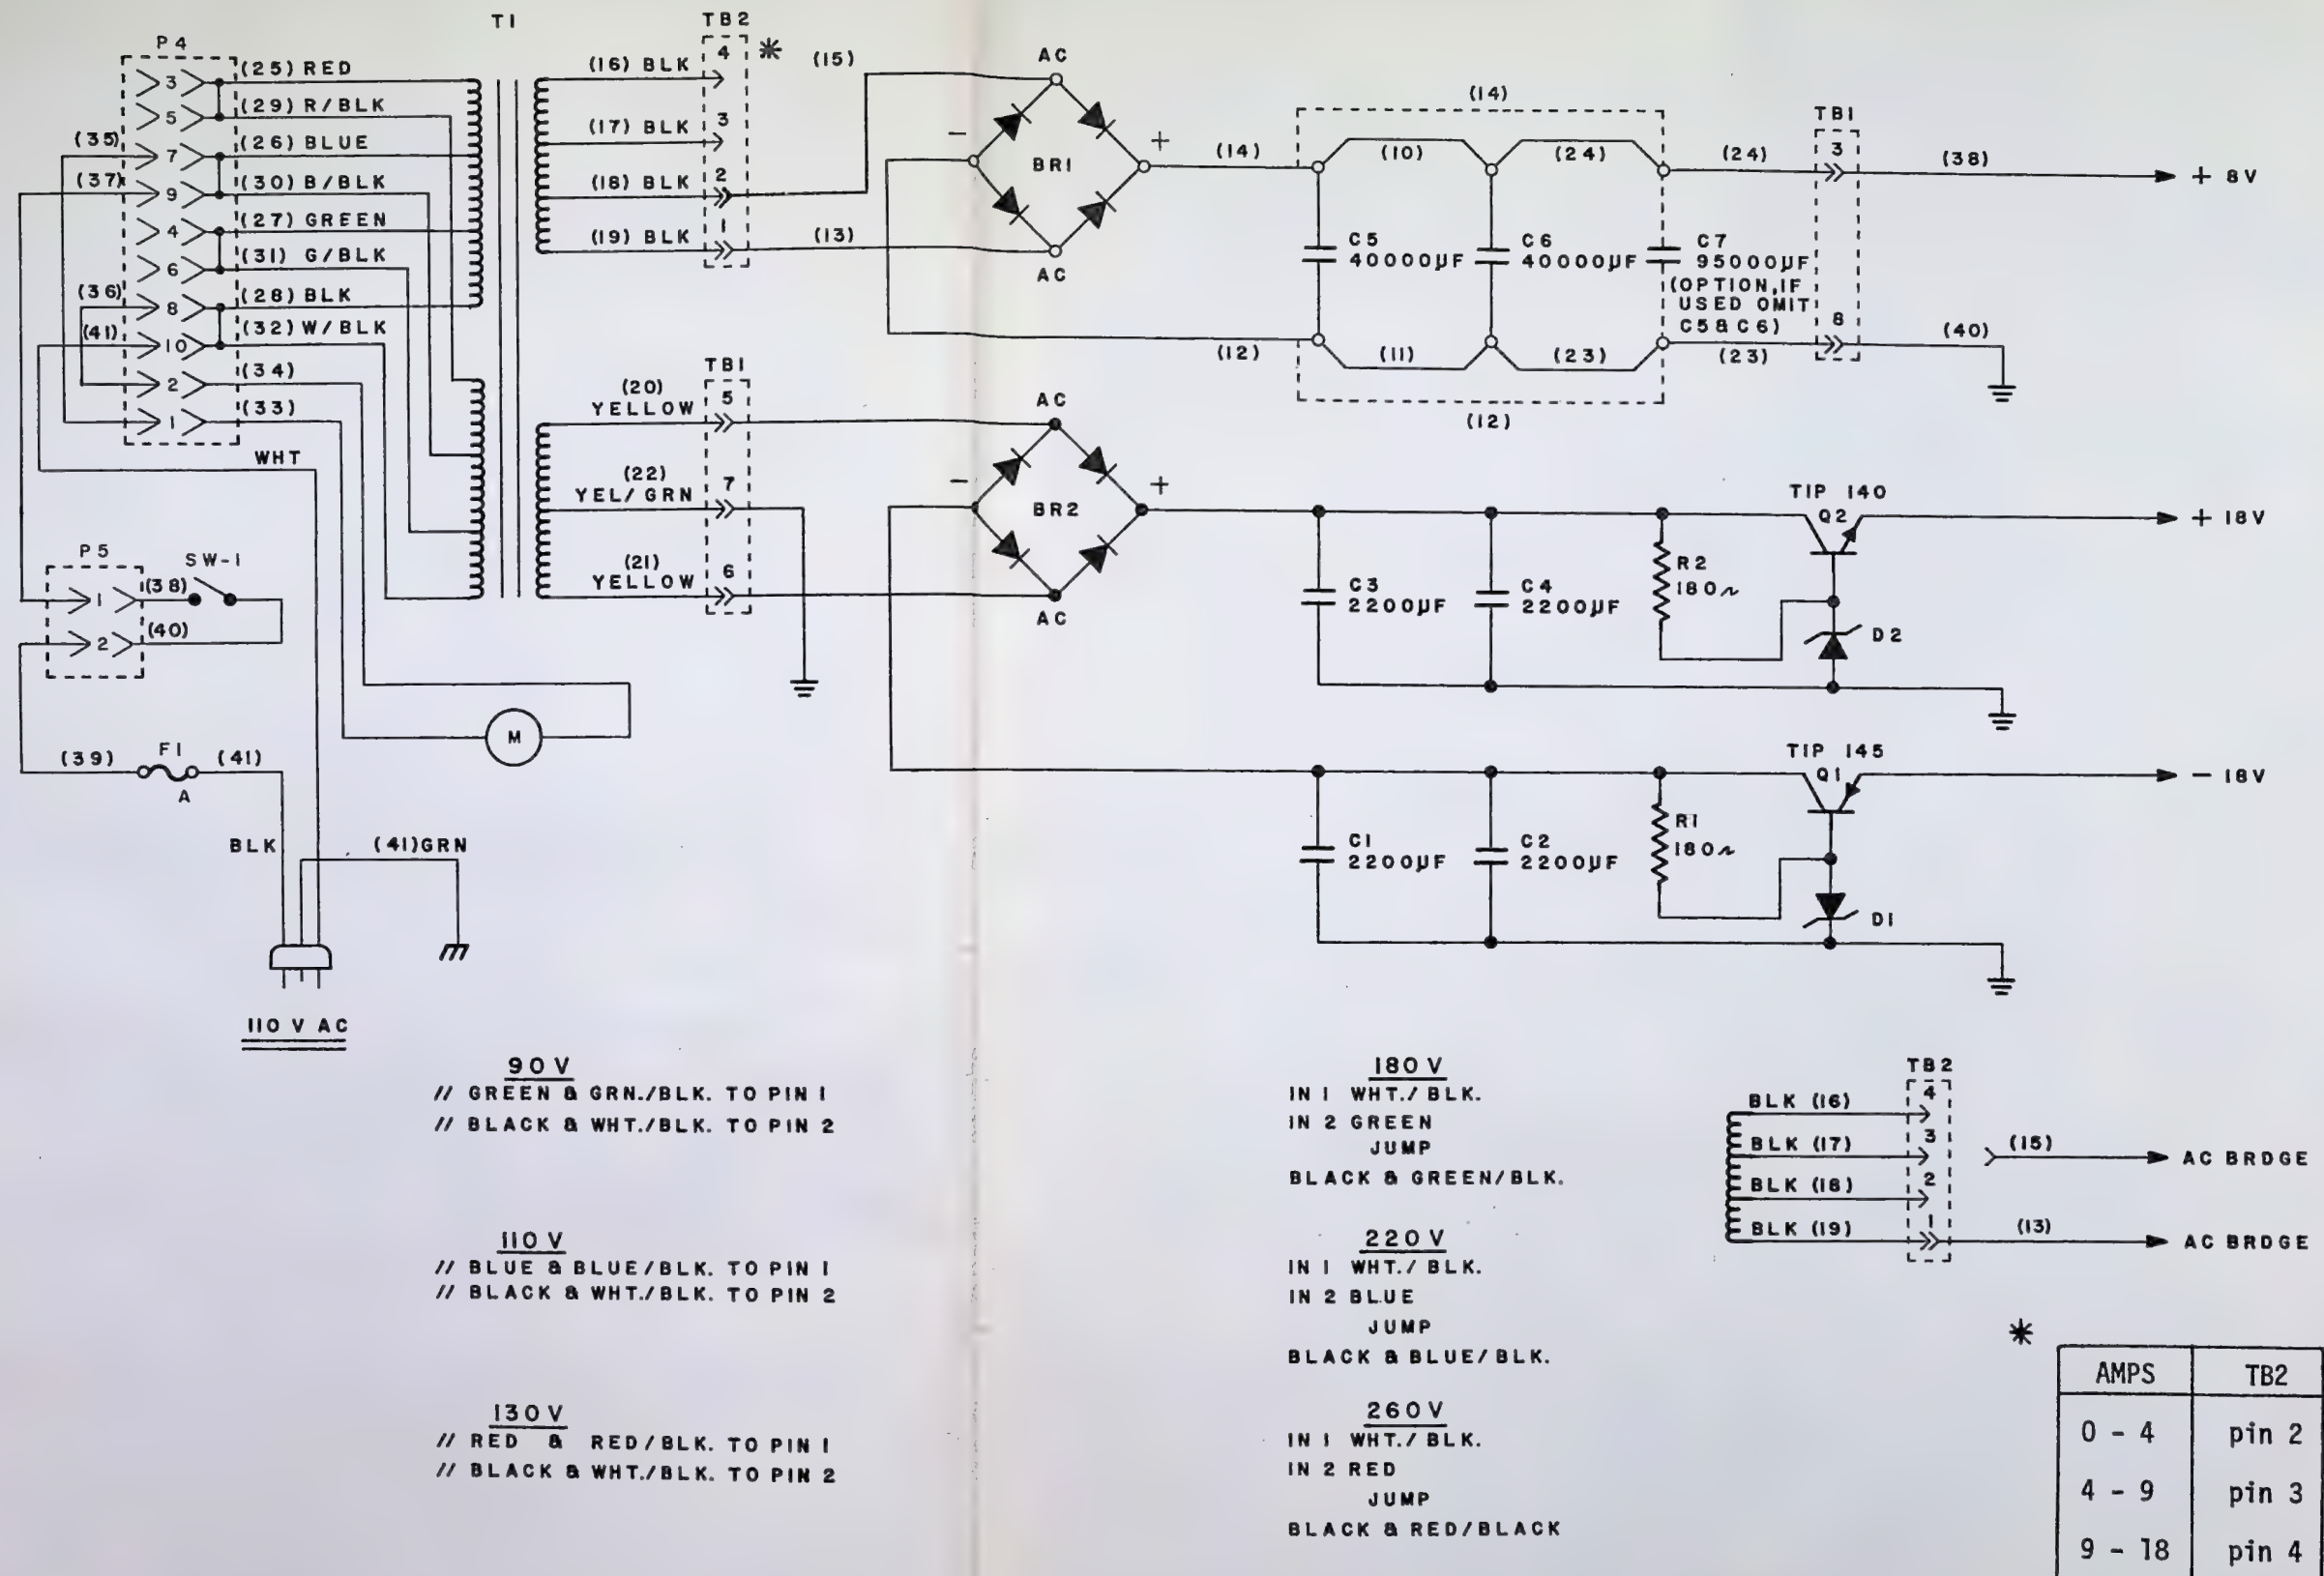 T1
TB2
P4
4
*
(15)
AC
3
(25) RED
(16) BLK
(14)
5
(29) R/BLK
(17) BLK
3
-
+
TB1
(35)
7
(26) BLUE
BR1
(14)
(10)
(24)
(24)
3
(38)
+ 8V
(37)
9
(30) B/BLK
(18) BLK
2
4
(27) GREEN
(19) BLK
1
(13)
6
(31) G/BLK
AC
C5
40000µF
C6
40000µF
C7
95000µF
(OPTION, IF
USED OMIT
C5 & C6)
(36)
8
(28) BLK
(41)
10
(32) W/BLK
8
(40)
(12)
(11)
(23)
(23)
2
(34)
TB1
(12)
1
(33)
(20)
YELLOW
5
AC
WHT
(22)
YEL/GRN
7
-
+
BR2
TIP 140
Q2
+ 18V
P5
SW-1
(21)
YELLOW
6
R2
180~
C3
2200µF
C4
2200µF
1
(38)
AC
2
(40)
D2
M
(39)
F1
(41)
A
TIP 145
Q1
- 18V
BLK
(41)GRN
C1
2200µF
C2
2200µF
R1
180~
D1
110 V AC
90V
// GREEN & GRN./BLK. TO PIN 1
// BLACK & WHT./BLK. TO PIN 2
110V
// BLUE & BLUE/BLK. TO PIN 1
// BLACK & WHT./BLK. TO PIN 2
130V
// RED & RED/BLK. TO PIN 1
// BLACK & WHT./BLK. TO PIN 2
180V
IN 1 WHT./BLK.
IN 2 GREEN
JUMP
BLACK & GREEN/BLK.
220V
IN 1 WHT./BLK.
IN 2 BLUE
JUMP
BLACK & BLUE/BLK.
260V
IN 1 WHT./BLK.
IN 2 RED
JUMP
BLACK & RED/BLACK
TB2
BLK (16)
4
BLK (17)
3
(15)
AC BRDGE
BLK (18)
2
BLK (19)
1
(13)
AC BRDGE
*
AMPS TB2
0 - 4 pin 2
4 - 9 pin 3
9 - 18 pin 4